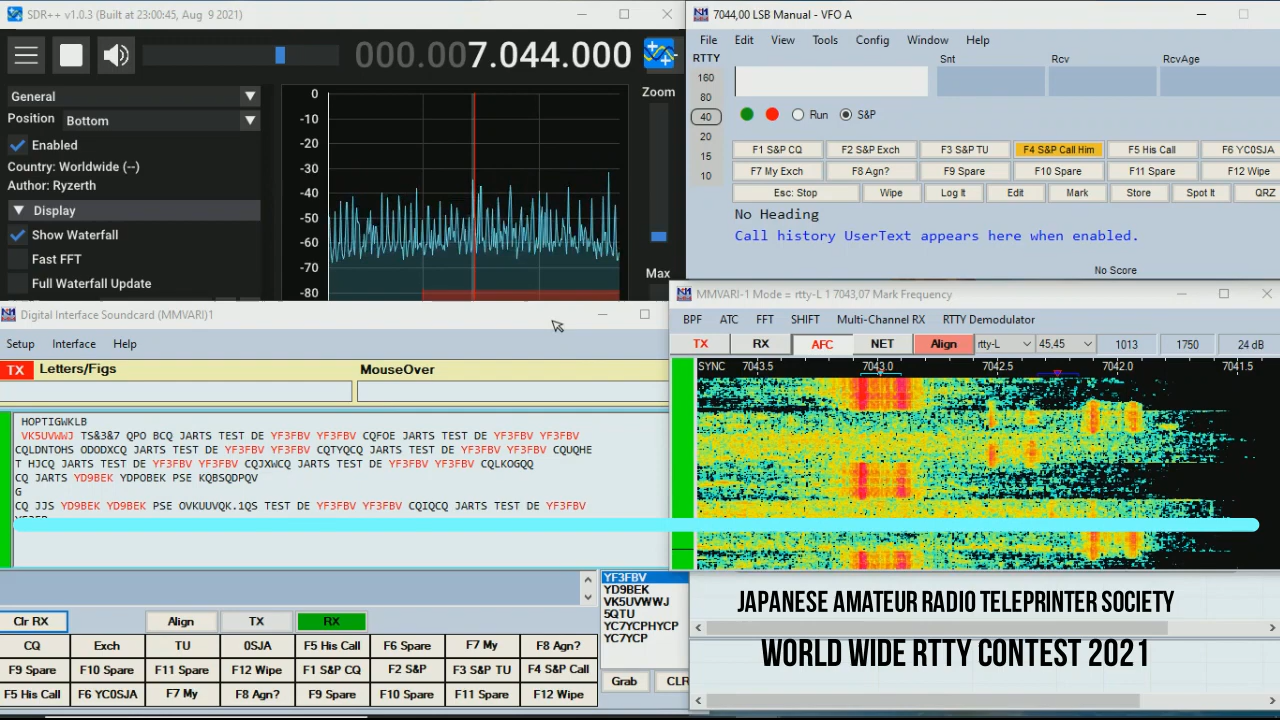 SDR++ v1.0.3 (Built at 23:00:45, Aug 9 2021)
000.007.044.000
General
Position Bottom
Enabled
Country: Worldwide (--)
Author: Ryzerth
Display
Show Waterfall
Fast FFT
Full Waterfall Update
0
-10
-20
-30
-40
-50
-60
-70
-80
Zoom
Max
7044,00 LSB Manual - VFO A
File Edit View Tools Config Window Help
RTTY Snt Rcv RcvAge
160
80
40
20
15
10
Run S&P
F1 S&P CQ F2 S&P Exch F3 S&P TU F4 S&P Call Him F5 His Call F6 YC0SJA
F7 My Exch F8 Agn? F9 Spare F10 Spare F11 Spare F12 Wipe
Esc: Stop Wipe Log It Edit Mark Store Spot It QRZ
No Heading
Call history UserText appears here when enabled.
No Score
Digital Interface Soundcard (MMVARI)1
Setup Interface Help
TX Letters/Figs MouseOver
HOPTIGWKLB
VK5UVWWJ TS&3&7 QPO BCQ JARTS TEST DE YF3FBV YF3FBV CQFOE JARTS TEST DE YF3FBV YF3FBV
CQLDNTOHS ODODXCQ JARTS TEST DE YF3FBV YF3FBV CQTYQCQ JARTS TEST DE YF3FBV YF3FBV CQUQHE
T HJCQ JARTS TEST DE YF3FBV YF3FBV CQJXWCQ JARTS TEST DE YF3FBV YF3FBV CQLKOGQQ
CQ JARTS YD9BEK YDPOBEK PSE KQBSQDPQV
G
CQ JJS YD9BEK YD9BEK PSE OVKUUVQK.1QS TEST DE YF3FBV YF3FBV CQIQCQ JARTS TEST DE YF3FBV
MMVARI-1 Mode = rtty-L 1 7043,07 Mark Frequency
BPF ATC FFT SHIFT Multi-Channel RX RTTY Demodulator
TX RX AFC NET Align rtty-L 45,45 1013 1750 24 dB
SYNC 7043.5 7043.0 7042.5 7042.0 7041.5
YF3FBV
YD9BEK
VK5UVWWJ
5QTU
YC7YCPHYCP
YC7YCP
Grab CLR
Clr RX Align TX RX
CQ Exch TU 0SJA F5 His Call F6 Spare F7 My F8 Agn?
F9 Spare F10 Spare F11 Spare F12 Wipe F1 S&P CQ F2 S&P F3 S&P TU F4 S&P Call
F5 His Call F6 YC0SJA F7 My F8 Agn? F9 Spare F10 Spare F11 Spare F12 Wipe
JAPANESE AMATEUR RADIO TELEPRINTER SOCIETY
WORLD WIDE RTTY CONTEST 2021